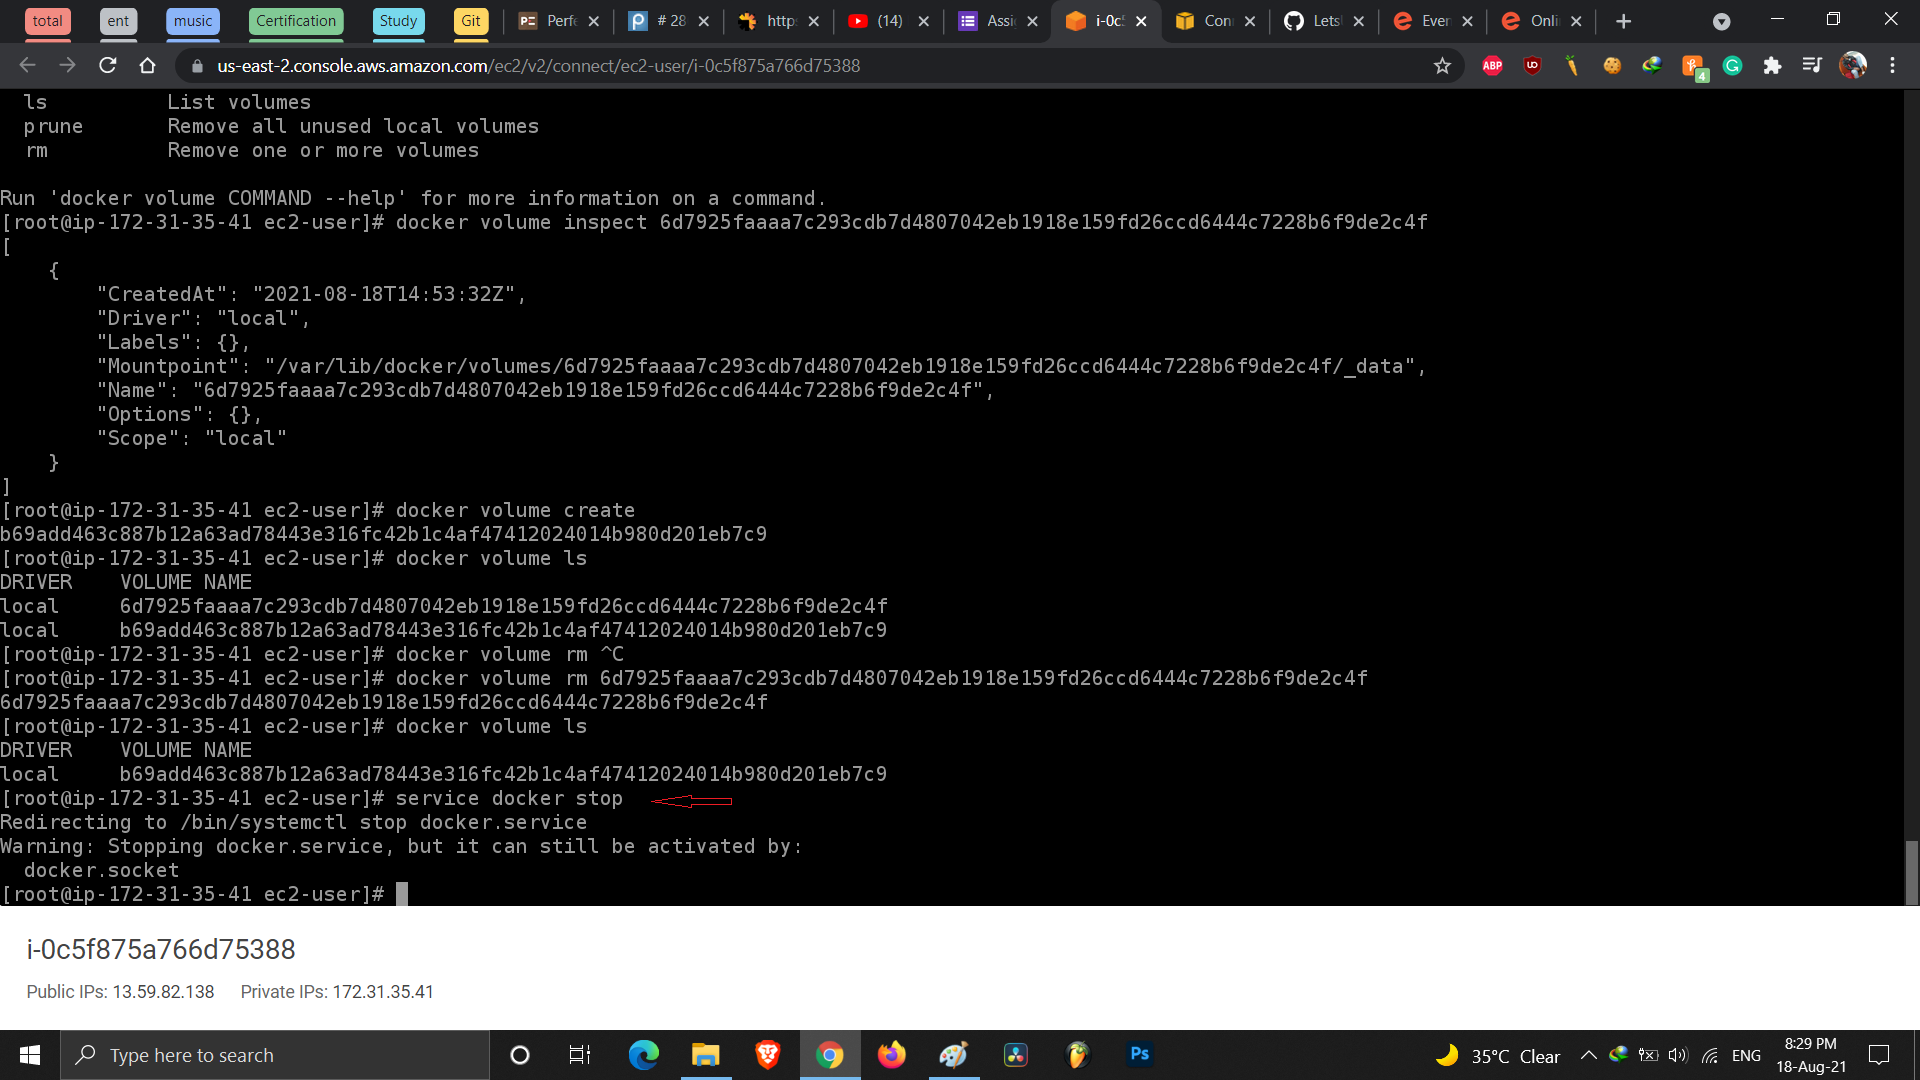 total ent music Certification Study Git Perfe # 28 http (14) Assi i-0c5 Con Lets Ever Onli
us-east-2.console.aws.amazon.com/ec2/v2/connect/ec2-user/i-0c5f875a766d75388
ABP UD 4
ls List volumes
prune Remove all unused local volumes
rm Remove one or more volumes
Run 'docker volume COMMAND --help' for more information on a command.
[root@ip-172-31-35-41 ec2-user]# docker volume inspect 6d7925faaaa7c293cdb7d4807042eb1918e159fd26ccd6444c7228b6f9de2c4f
[
{
"CreatedAt": "2021-08-18T14:53:32Z",
"Driver": "local",
"Labels": {},
"Mountpoint": "/var/lib/docker/volumes/6d7925faaaa7c293cdb7d4807042eb1918e159fd26ccd6444c7228b6f9de2c4f/_data",
"Name": "6d7925faaaa7c293cdb7d4807042eb1918e159fd26ccd6444c7228b6f9de2c4f",
"Options": {},
"Scope": "local"
}
]
[root@ip-172-31-35-41 ec2-user]# docker volume create
b69add463c887b12a63ad78443e316fc42b1c4af47412024014b980d201eb7c9
[root@ip-172-31-35-41 ec2-user]# docker volume ls
DRIVER VOLUME NAME
local 6d7925faaaa7c293cdb7d4807042eb1918e159fd26ccd6444c7228b6f9de2c4f
local b69add463c887b12a63ad78443e316fc42b1c4af47412024014b980d201eb7c9
[root@ip-172-31-35-41 ec2-user]# docker volume rm ^C
[root@ip-172-31-35-41 ec2-user]# docker volume rm 6d7925faaaa7c293cdb7d4807042eb1918e159fd26ccd6444c7228b6f9de2c4f
6d7925faaaa7c293cdb7d4807042eb1918e159fd26ccd6444c7228b6f9de2c4f
[root@ip-172-31-35-41 ec2-user]# docker volume ls
DRIVER VOLUME NAME
local b69add463c887b12a63ad78443e316fc42b1c4af47412024014b980d201eb7c9
[root@ip-172-31-35-41 ec2-user]# service docker stop
Redirecting to /bin/systemctl stop docker.service
Warning: Stopping docker.service, but it can still be activated by:
docker.socket
[root@ip-172-31-35-41 ec2-user]#
i-0c5f875a766d75388
Public IPs: 13.59.82.138 Private IPs: 172.31.35.41
Type here to search
Ps
35°C Clear
ENG
8:29 PM
18-Aug-21